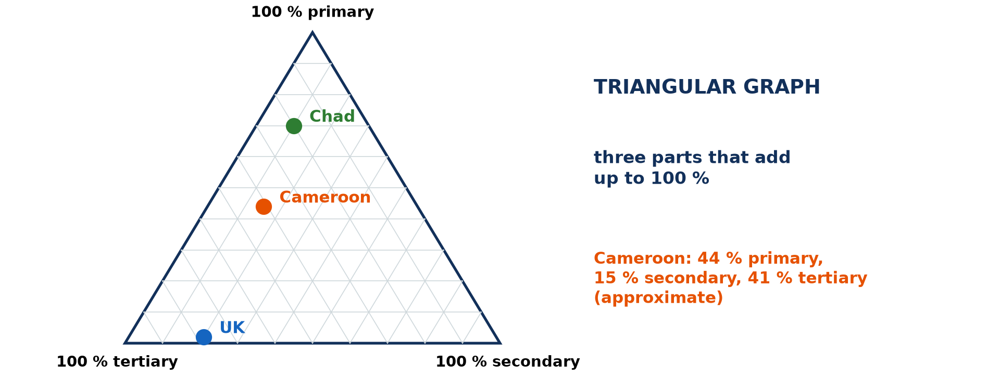 100 % primary
TRIANGULAR GRAPH
Chad
three parts that add
up to 100 %
Cameroon
Cameroon: 44 % primary,
15 % secondary, 41 % tertiary
(approximate)
UK
100 % tertiary
100 % secondary